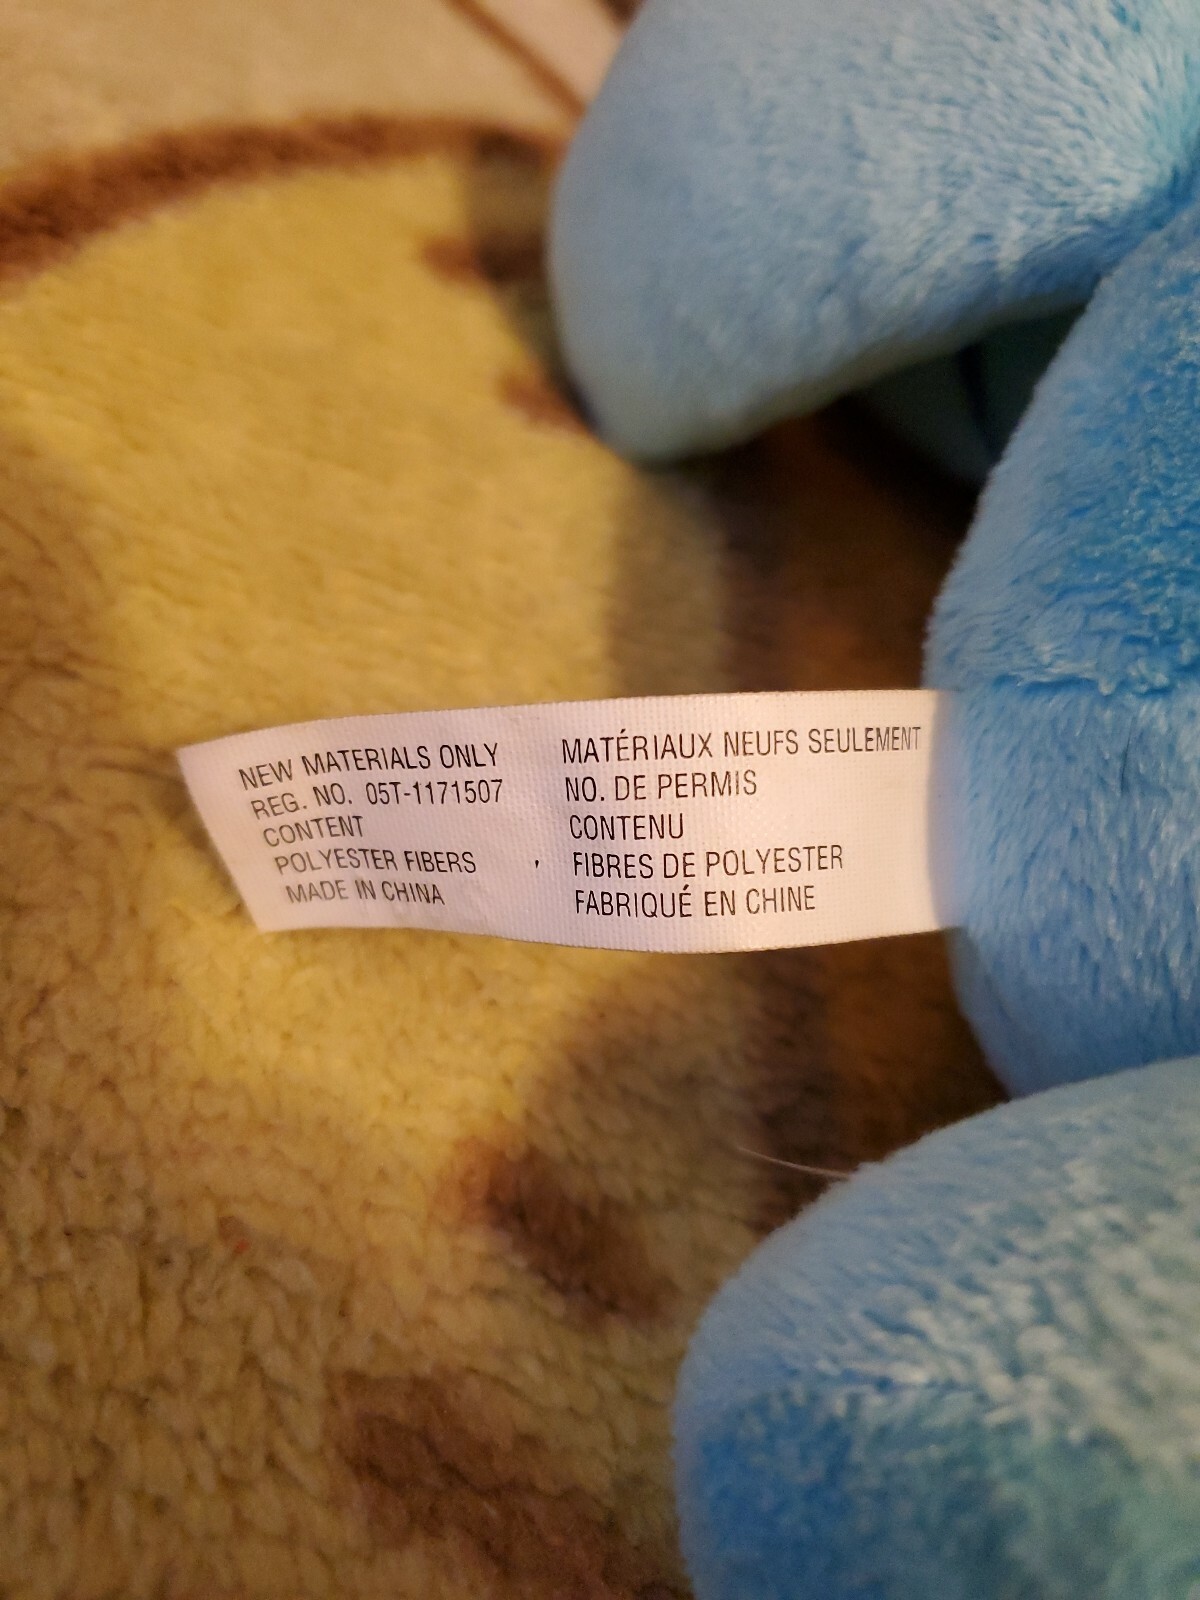 NEW MATERIALS ONLY
REG. NO. 05T-1171507
CONTENT
POLYESTER FIBERS
MADE IN CHINA
MATÉRIAUX NEUFS SEULEMENT
NO. DE PERMIS
CONTENU
FIBRES DE POLYESTER
FABRIQUÉ EN CHINE